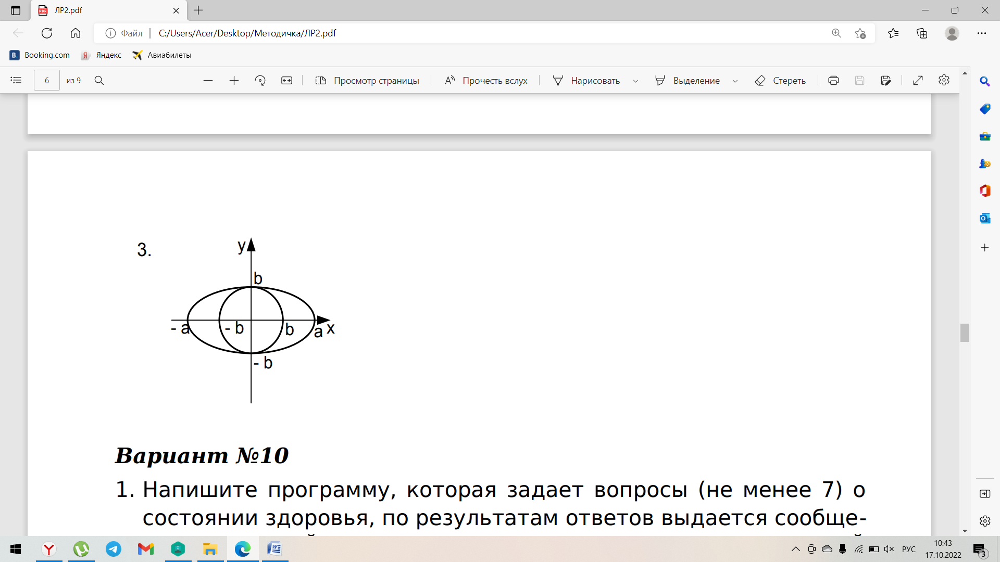 ЛР2.pdf
Файл
C:/Users/Acer/Desktop/Методичка/ЛР2.pdf
Booking.com
Яндекс
Авиабилеты
6
из 9
Просмотр страницы
Прочесть вслух
Нарисовать
Выделение
Стереть
3.
y
b
- a
- b
b
a
x
- b
Вариант №10
1. Напишите программу, которая задает вопросы (не менее 7) о
состоянии здоровья, по результатам ответов выдается сообще-
РУС
10:43
17.10.2022
3